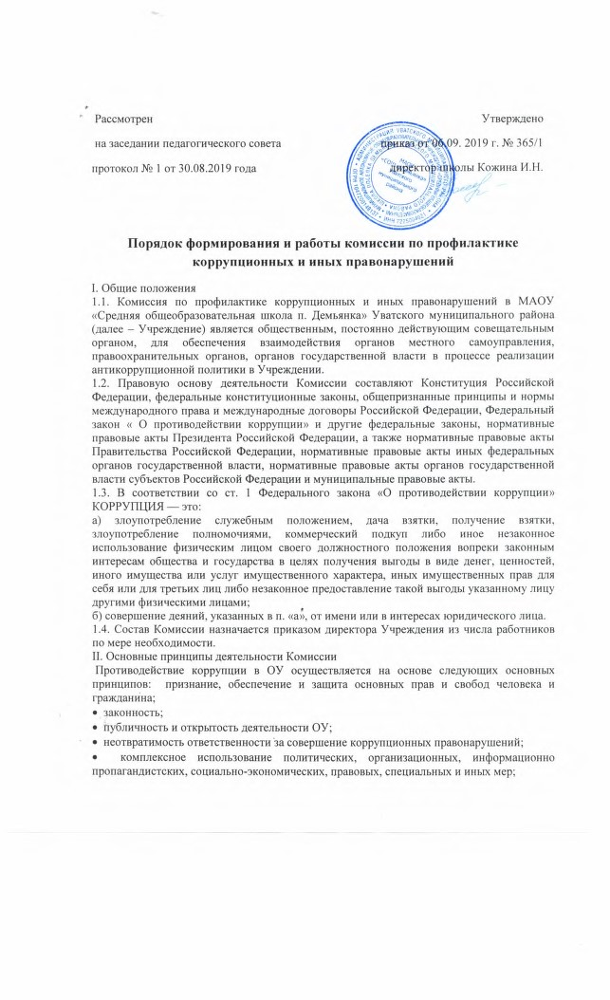 Рассмотрен Утверждено
на заседании педагогического совета приказ от 06.09. 2019 г. № 365/1
протокол № 1 от 30.08.2019 года директор школы Кожина И.Н.
Порядок формирования и работы комиссии по профилактике
коррупционных и иных правонарушений
I. Общие положения
1.1. Комиссия по профилактике коррупционных и иных правонарушений в МАОУ
«Средняя общеобразовательная школа п. Демьянка» Уватского муниципального района
(далее – Учреждение) является общественным, постоянно действующим совещательным
органом, для обеспечения взаимодействия органов местного самоуправления,
правоохранительных органов, органов государственной власти в процессе реализации
антикоррупционной политики в Учреждении.
1.2. Правовую основу деятельности Комиссии составляют Конституция Российской
Федерации, федеральные конституционные законы, общепризнанные принципы и нормы
международного права и международные договоры Российской Федерации, Федеральный
закон « О противодействии коррупции» и другие федеральные законы, нормативные
правовые акты Президента Российской Федерации, а также нормативные правовые акты
Правительства Российской Федерации, нормативные правовые акты иных федеральных
органов государственной власти, нормативные правовые акты органов государственной
власти субъектов Российской Федерации и муниципальные правовые акты.
1.3. В соответствии со ст. 1 Федерального закона «О противодействии коррупции»
КОРРУПЦИЯ — это:
а) злоупотребление служебным положением, дача взятки, получение взятки,
злоупотребление полномочиями, коммерческий подкуп либо иное незаконное
использование физическим лицом своего должностного положения вопреки законным
интересам общества и государства в целях получения выгоды в виде денег, ценностей,
иного имущества или услуг имущественного характера, иных имущественных прав для
себя или для третьих лиц либо незаконное предоставление такой выгоды указанному лицу
другими физическими лицами;
б) совершение деяний, указанных в п. «а», от имени или в интересах юридического лица.
1.4. Состав Комиссии назначается приказом директора Учреждения из числа работников
по мере необходимости.
II. Основные принципы деятельности Комиссии
Противодействие коррупции в ОУ осуществляется на основе следующих основных
принципов: признание, обеспечение и защита основных прав и свобод человека и
гражданина;
• законность;
• публичность и открытость деятельности ОУ;
• неотвратимость ответственности за совершение коррупционных правонарушений;
• комплексное использование политических, организационных, информационно
пропагандистских, социально-экономических, правовых, специальных и иных мер;